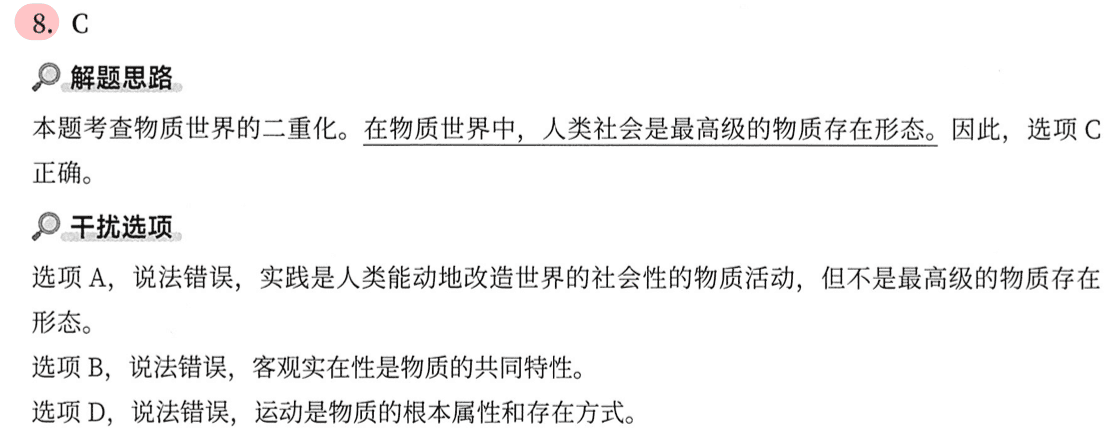 8. C
解题思路
本题考查物质世界的二重化。在物质世界中，人类社会是最高级的物质存在形态。因此，选项 C
正确。
干扰选项
选项 A，说法错误，实践是人类能动地改造世界的社会性的物质活动，但不是最高级的物质存在
形态。
选项 B，说法错误，客观实在性是物质的共同特性。
选项 D，说法错误，运动是物质的根本属性和存在方式。